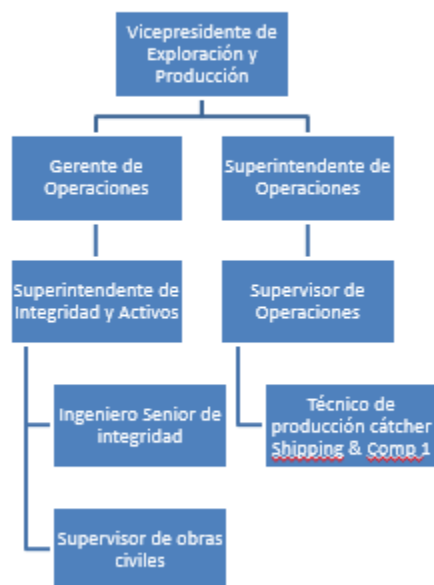 Vicepresidente de
Exploración y
Producción
Gerente de
Operaciones
Superintendente de
Operaciones
Superintendente de
Integridad y Activos
Supervisor de
Operaciones
Ingeniero Senior de
integridad
Técnico de
producción cátcher
Shipping & Comp 1
Supervisor de obras
civiles